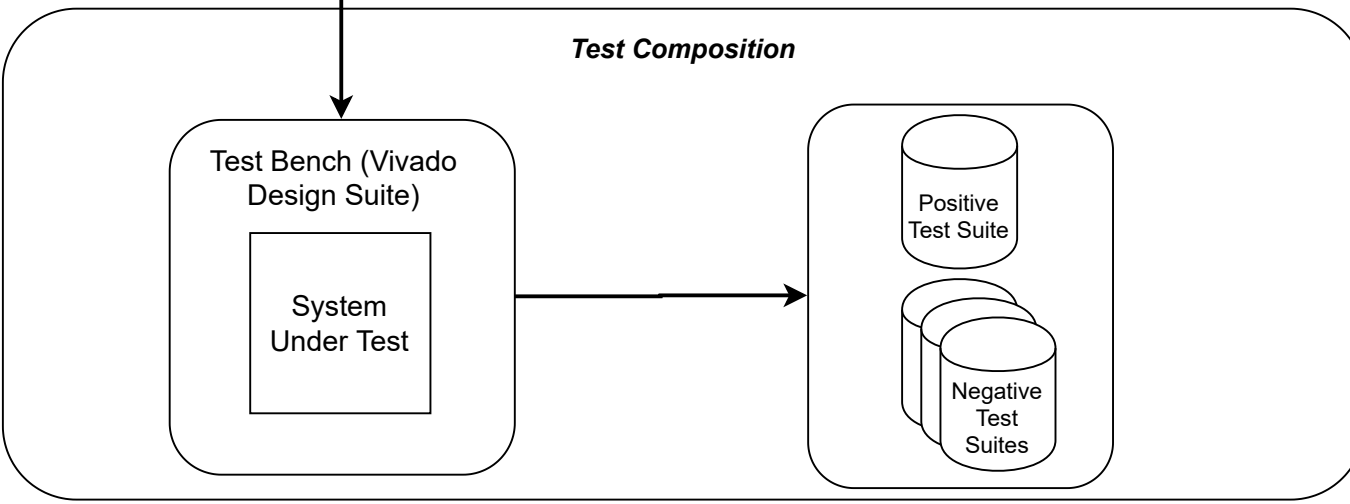 Test Composition
Test Bench (Vivado
Design Suite)
System
Under Test
Positive
Test Suite
Negative
Test
Suites